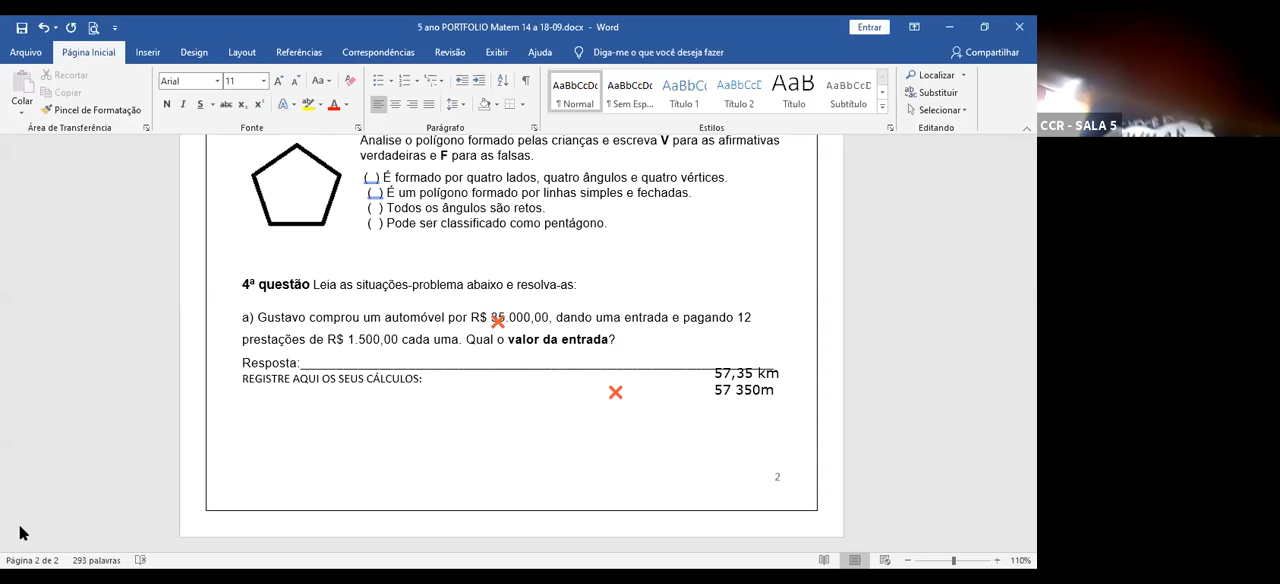 5 ano PORTFOLIO Matem 14 a 18-09.docx - Word
Entrar
Arquivo Página Inicial Inserir Design Layout Referências Correspondências Revisão Exibir Ajuda Diga-me o que você deseja fazer Compartilhar
Colar
Recortar
Copiar
Pincel de Formatação
Área de Transferência
Arial 11
Aa
N I S abc x₂ x²
A A
Fonte
Parágrafo
AaBbCcDc AaBbCcDc AaBbC( AaBbCcD AaB AaBbCcD
¶ Normal ¶ Sem Esp... Título 1 Título 2 Título Subtítulo
Estilos
Localizar
Substituir
Selecionar
Editando
CCR - SALA 5
Analise o polígono formado pelas crianças e escreva V para as afirmativas
verdadeiras e F para as falsas.
( ) É formado por quatro lados, quatro ângulos e quatro vértices.
( ) É um polígono formado por linhas simples e fechadas.
( ) Todos os ângulos são retos.
( ) Pode ser classificado como pentágono.
4ª questão Leia as situações-problema abaixo e resolva-as:
a) Gustavo comprou um automóvel por R$ 35.000,00, dando uma entrada e pagando 12
prestações de R$ 1.500,00 cada uma. Qual o valor da entrada?
Resposta:
REGISTRE AQUI OS SEUS CÁLCULOS:
57,35 km
57 350m
2
Página 2 de 2 293 palavras 110%